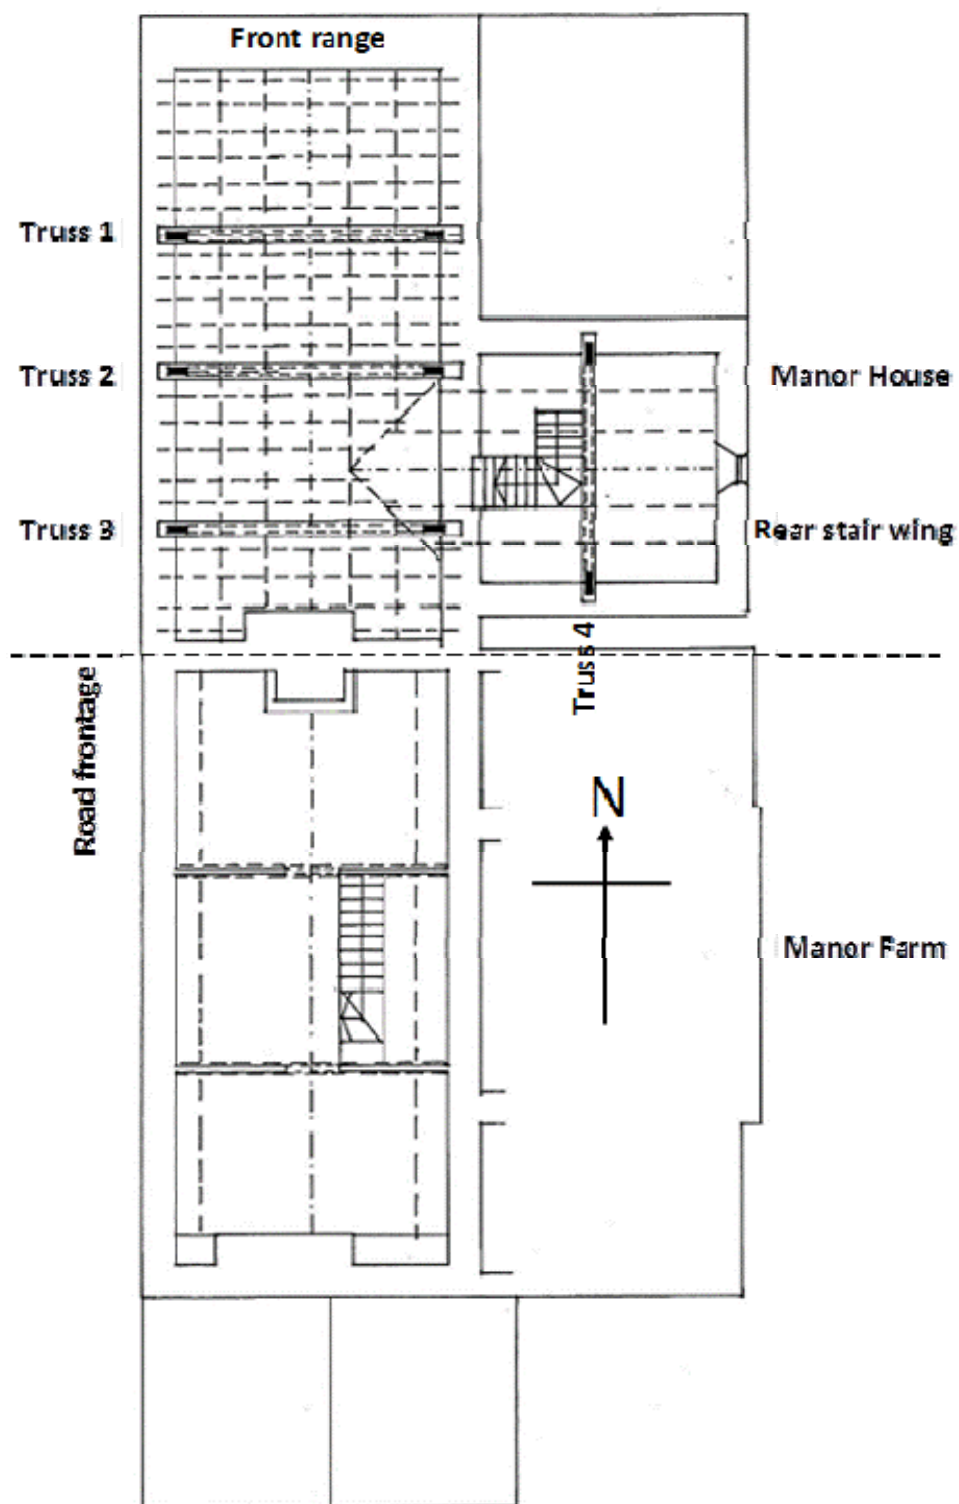 Front range
Truss 1
Truss 2
Manor House
Truss 3
Rear stair wing
Truss 4
Road frontage
N
Manor Farm